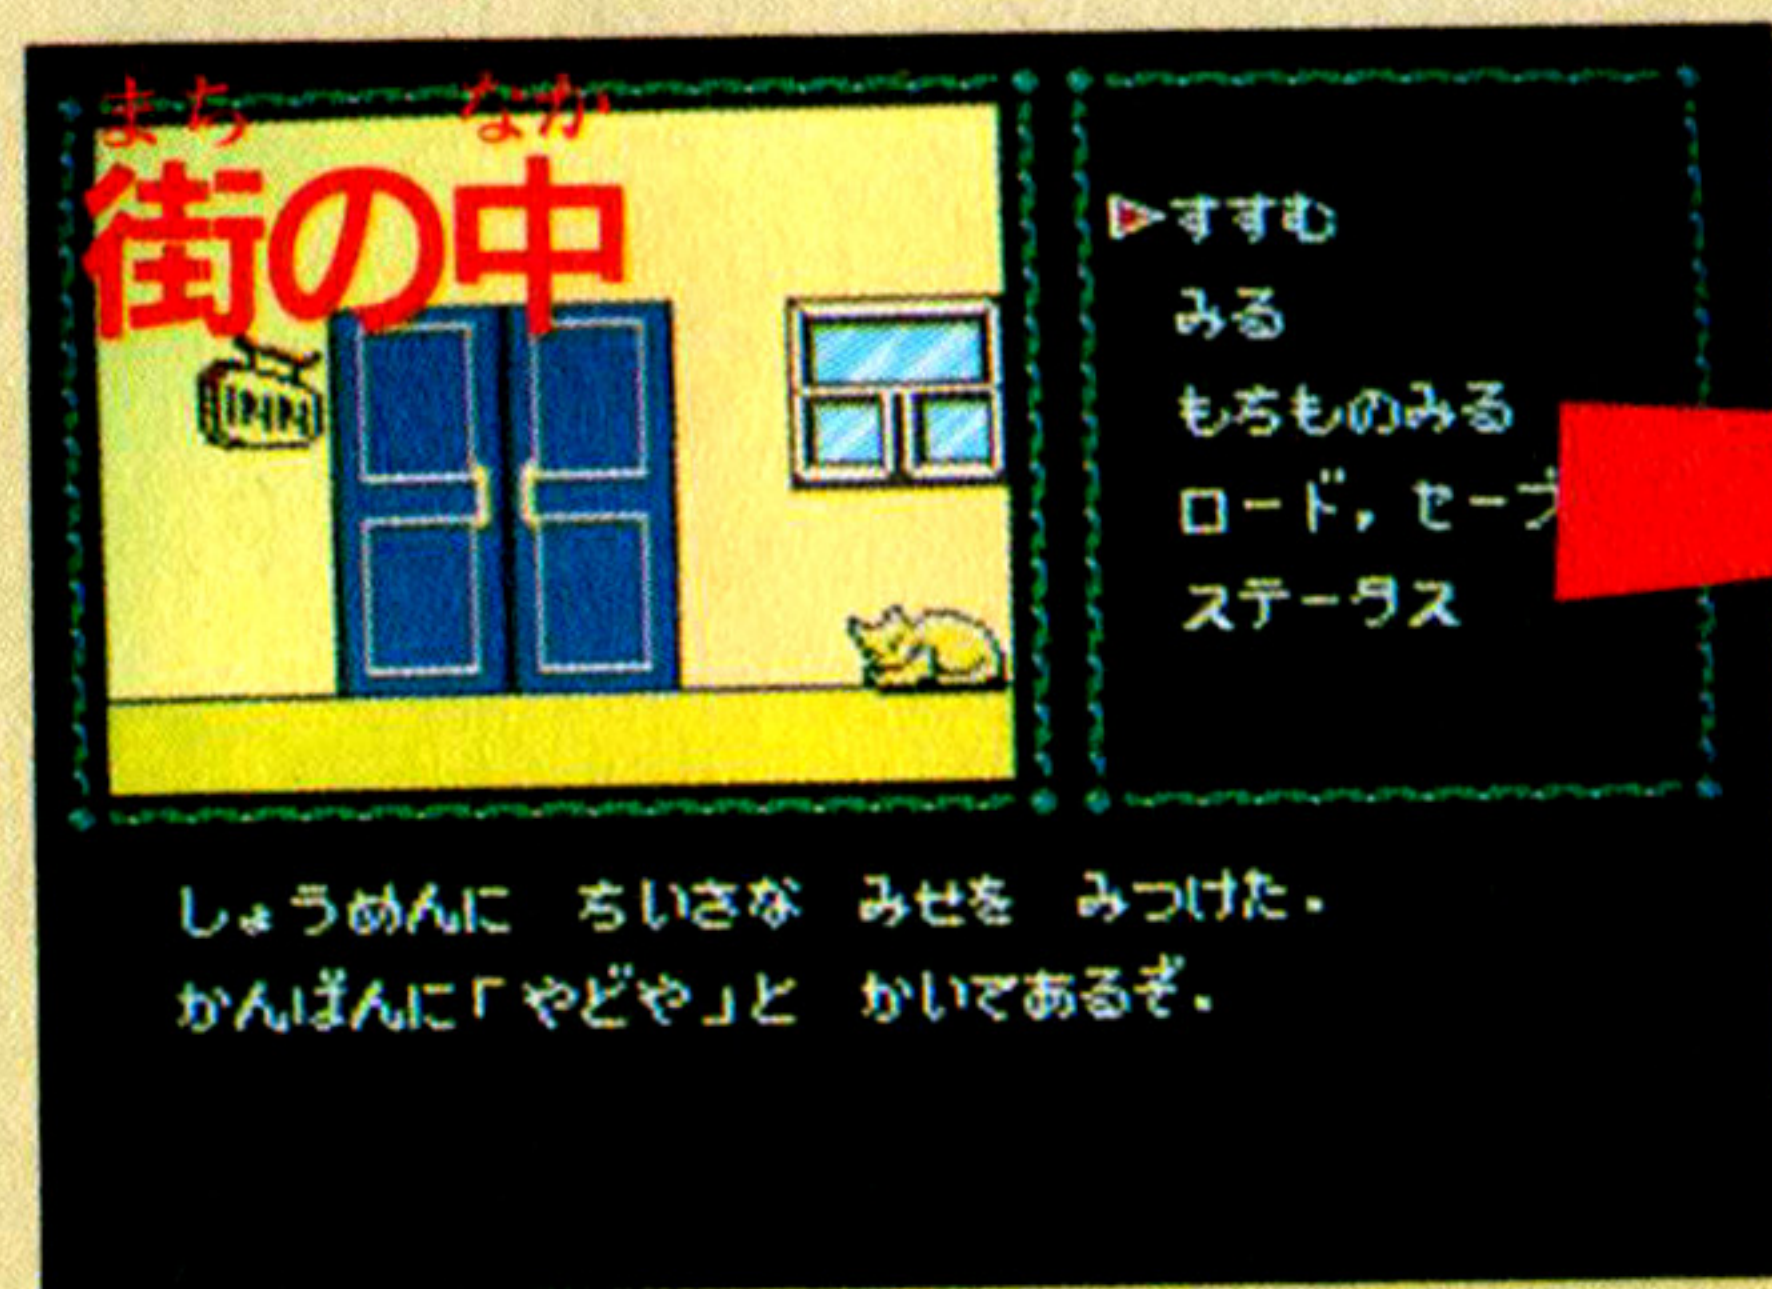 まち なか
街の中
INN
すすむ
みる
もちものみる
ロード，セーブ
ステータス
しょうめんに ちいさな みせを みつけた.
かんばんに「やどや」と かいてあるぞ.